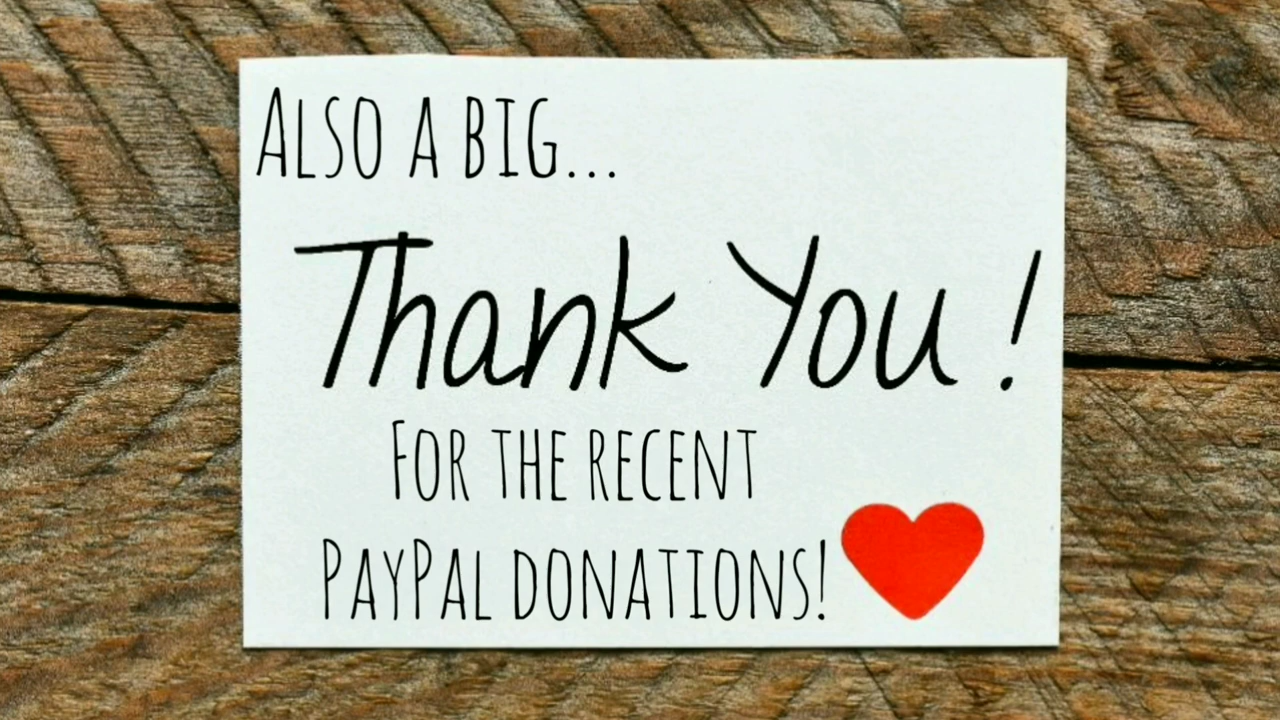 ALSO A BIG...
Thank You!
FOR THE RECENT
PAYPAL DONATIONS!